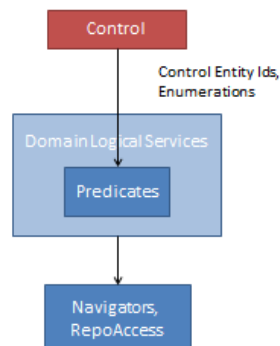 Control
Control Entity Ids,
Enumerations
Domain Logical Services
Predicates
Navigators,
RepoAccess